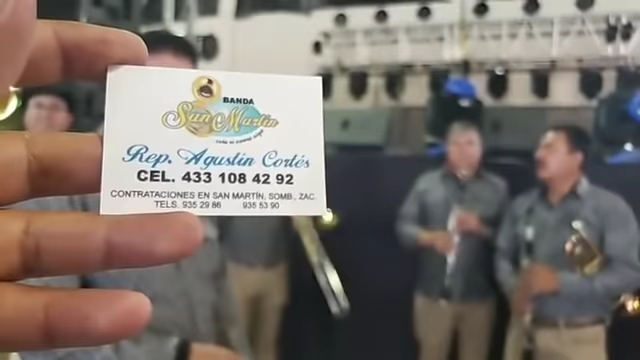 BANDA
San Martín
Rep. Agustin Cortés
CEL. 433 108 42 92
CONTRATACIONES EN SAN MARTÍN, SOMB., ZAC.
TELS. 935 29 86 935 53 90